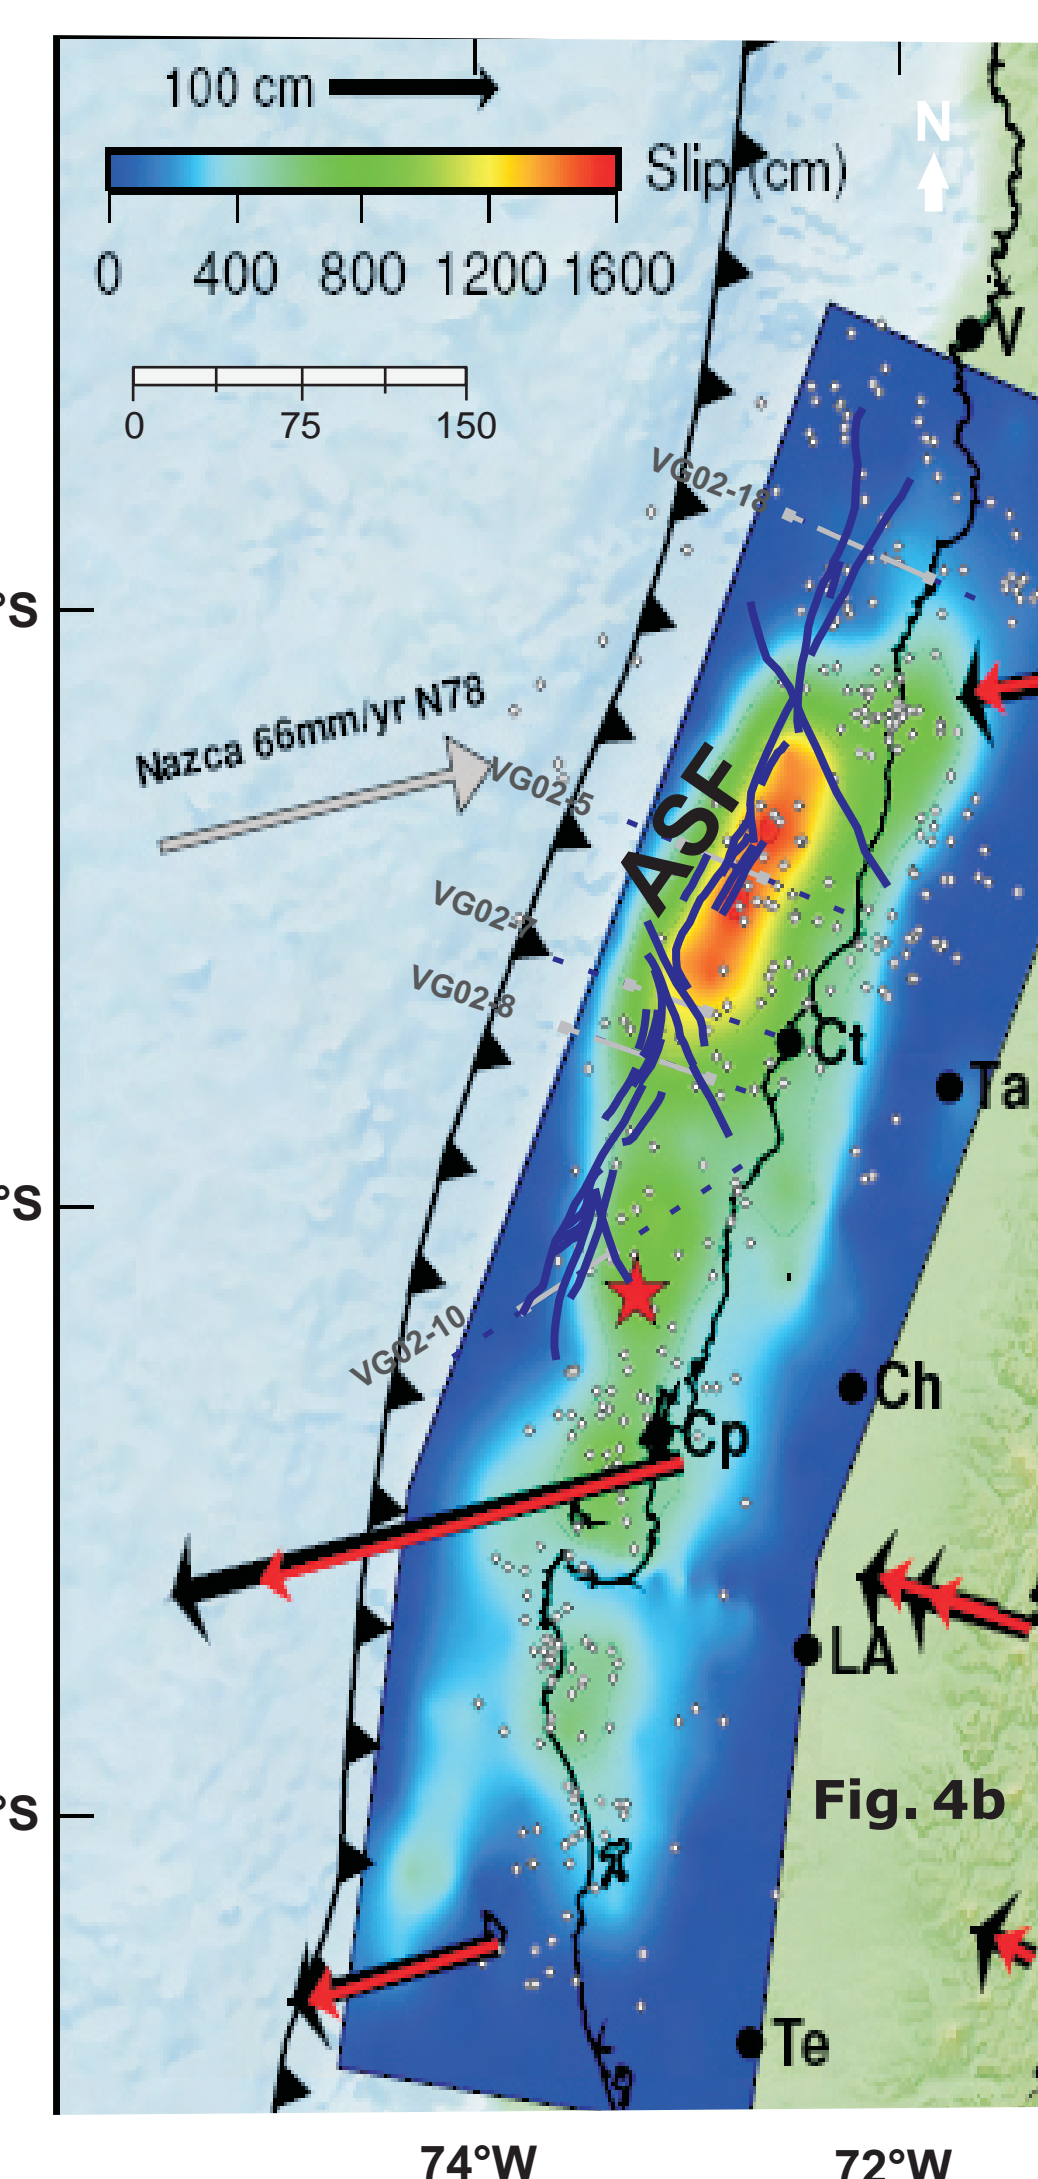 100 cm
N
Slip (cm)
0 400 800 1200 1600
V
0 75 150
VG02-18
°S
Nazca 66mm/yr N78
VG02-5
ASF
VG02-7
VG02-8
Ct
Ta
°S
VG02-10
Ch
Cp
LA
Fig. 4b
°S
Te
74°W 72°W